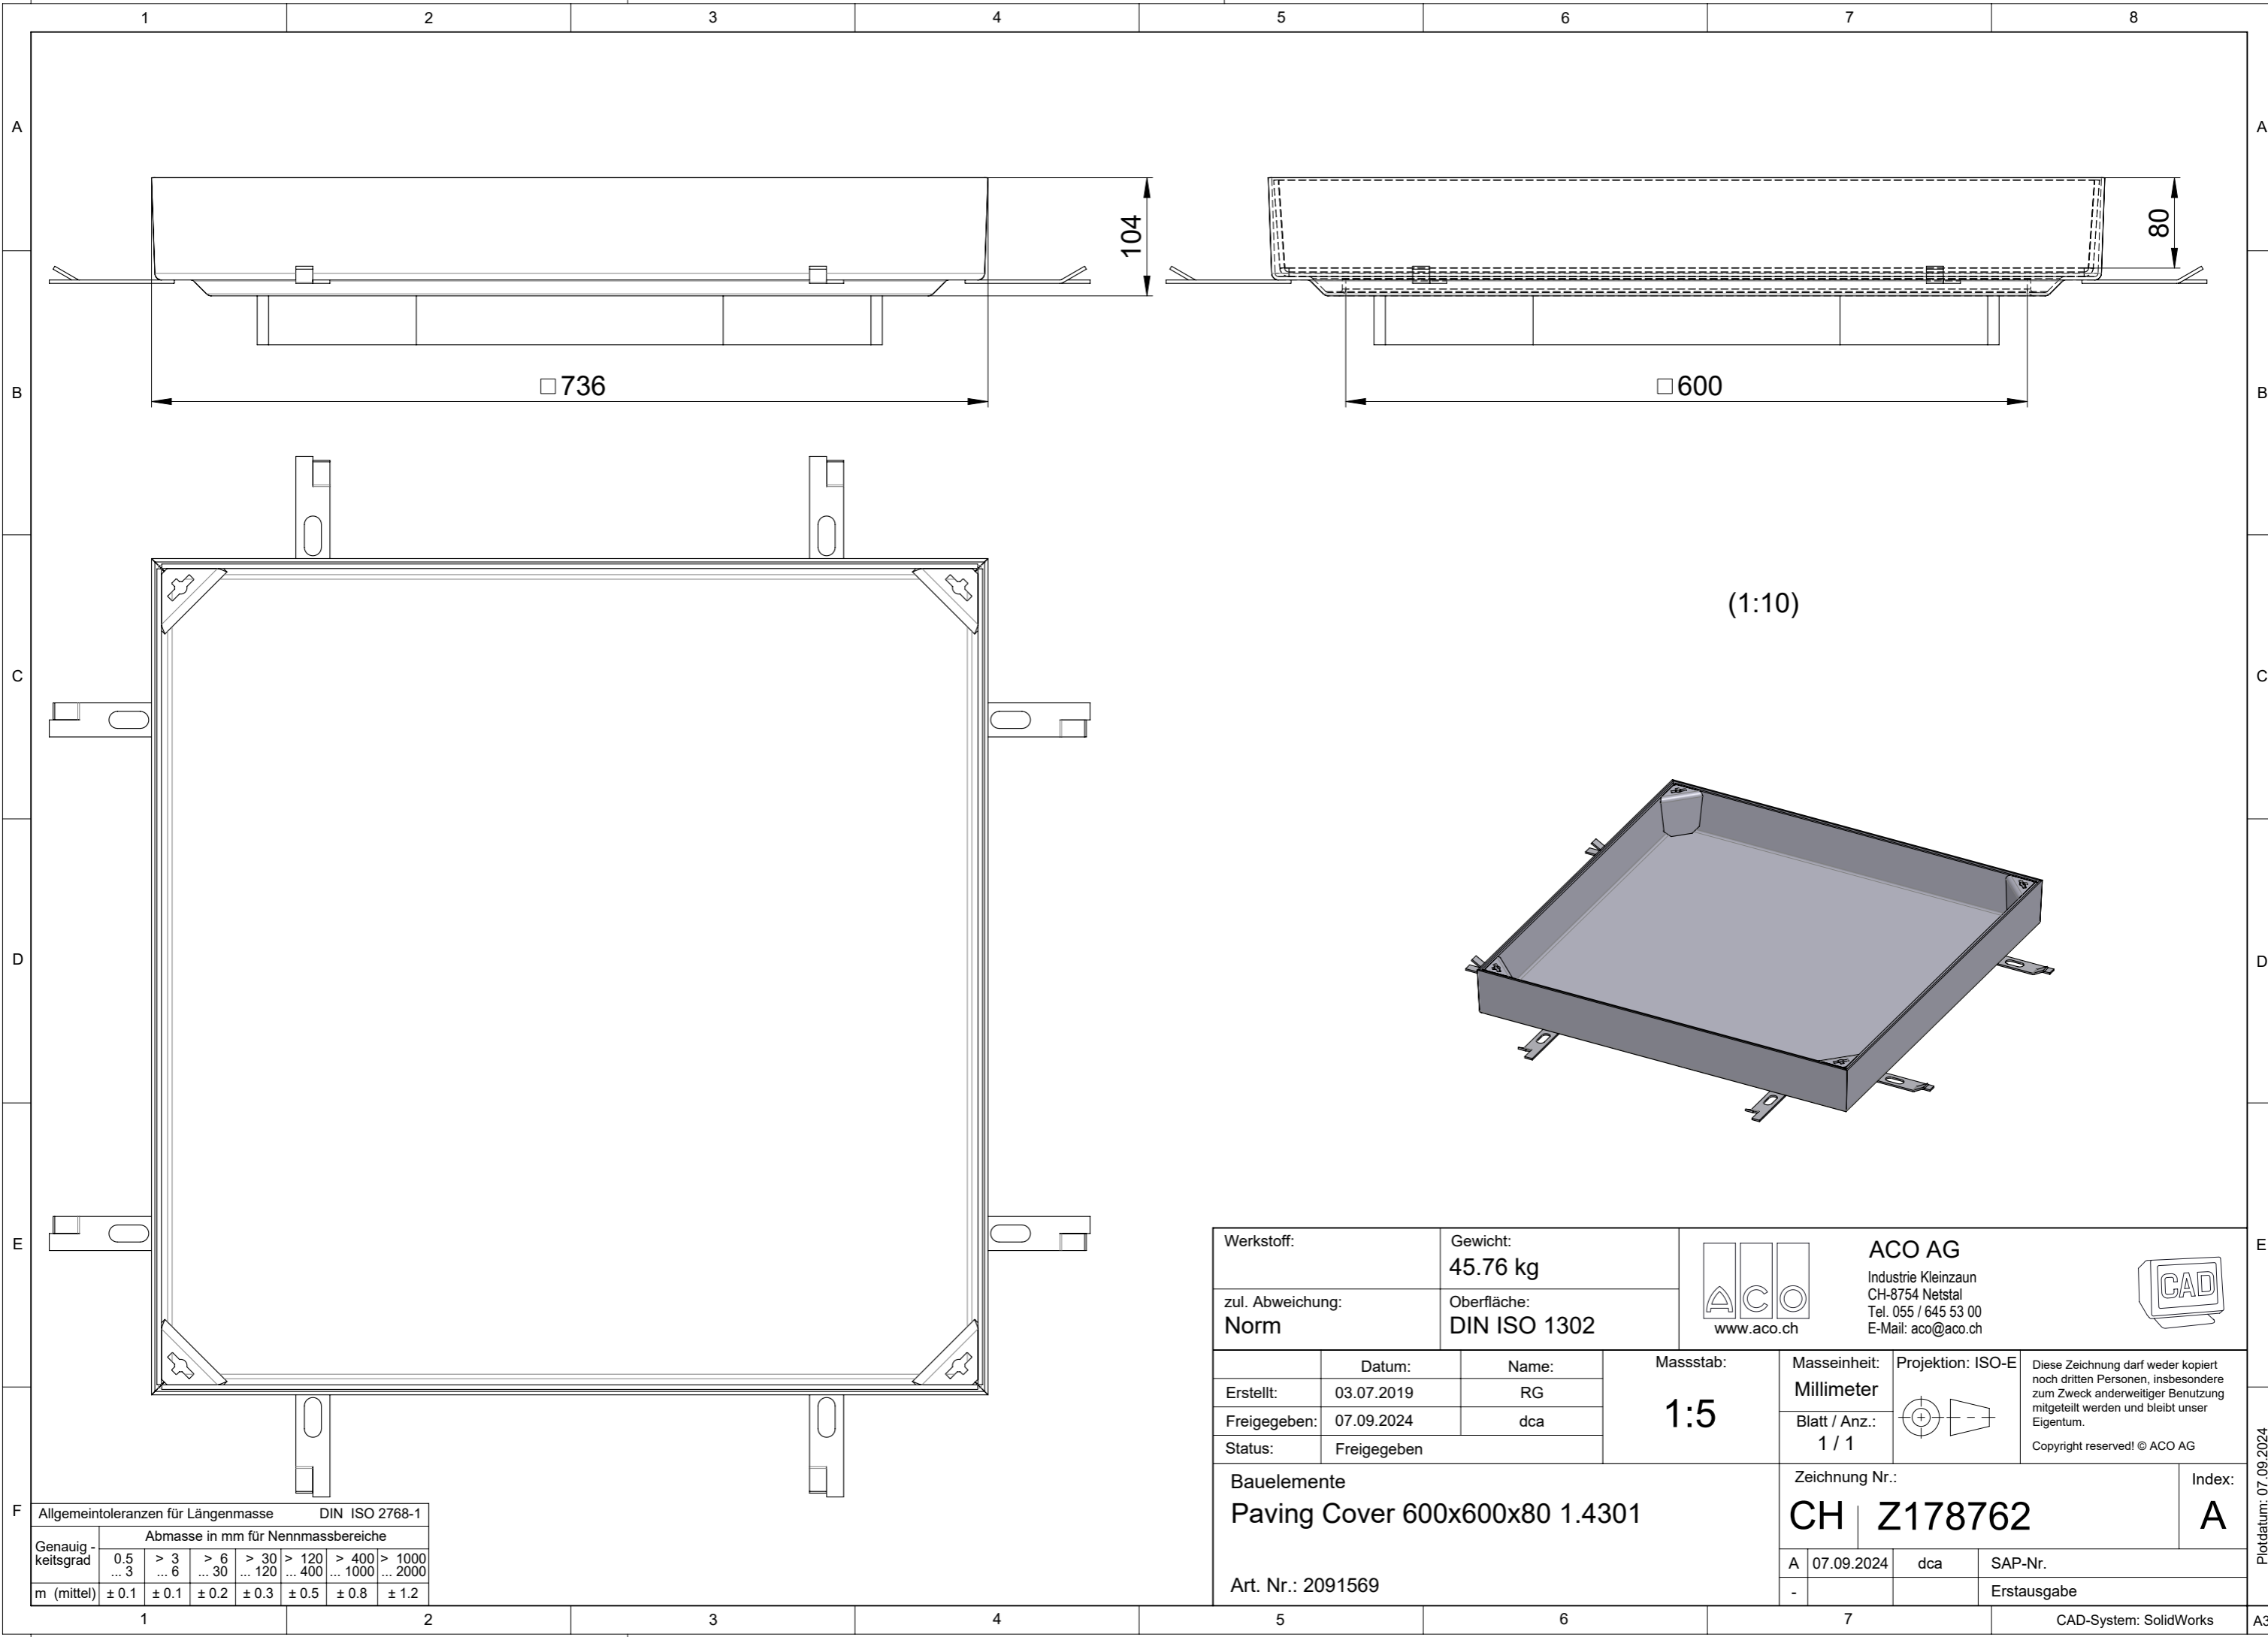 1 2 3 4 5 6 7 8
A A
B B
C C
D D
E E
F
104
80
□736
□600
(1:10)
Werkstoff:
Gewicht:
45.76 kg
zul. Abweichung:
Norm
Oberfläche:
DIN ISO 1302
ACO
www.aco.ch
ACO AG
Industrie Kleinzaun
CH-8754 Netstal
Tel. 055 / 645 53 00
E-Mail: aco@aco.ch
CAD
Datum: Name:
Erstellt: 03.07.2019 RG
Freigegeben: 07.09.2024 dca
Status: Freigegeben
Massstab:
1:5
Masseinheit:
Millimeter
Blatt / Anz.:
1 / 1
Projektion: ISO-E
Diese Zeichnung darf weder kopiert
noch dritten Personen, insbesondere
zum Zweck anderweitiger Benutzung
mitgeteilt werden und bleibt unser
Eigentum.
Copyright reserved! © ACO AG
Bauelemente
Paving Cover 600x600x80 1.4301
Art. Nr.: 2091569
Zeichnung Nr.:
CH Z178762
Index:
A
A 07.09.2024 dca SAP-Nr.
- Erstausgabe
Plotdatum: 07.09.2024
Allgemeintoleranzen für Längenmasse DIN ISO 2768-1
Genauig - keitsgrad
Abmasse in mm für Nennmassbereiche
0.5 > 3 > 6 > 30 > 120 > 400 > 1000
... 3 ... 6 ... 30 ... 120 ... 400 ... 1000 ... 2000
m (mittel) ± 0.1 ± 0.1 ± 0.2 ± 0.3 ± 0.5 ± 0.8 ± 1.2
1 2 3 4 5 6 7
CAD-System: SolidWorks A3